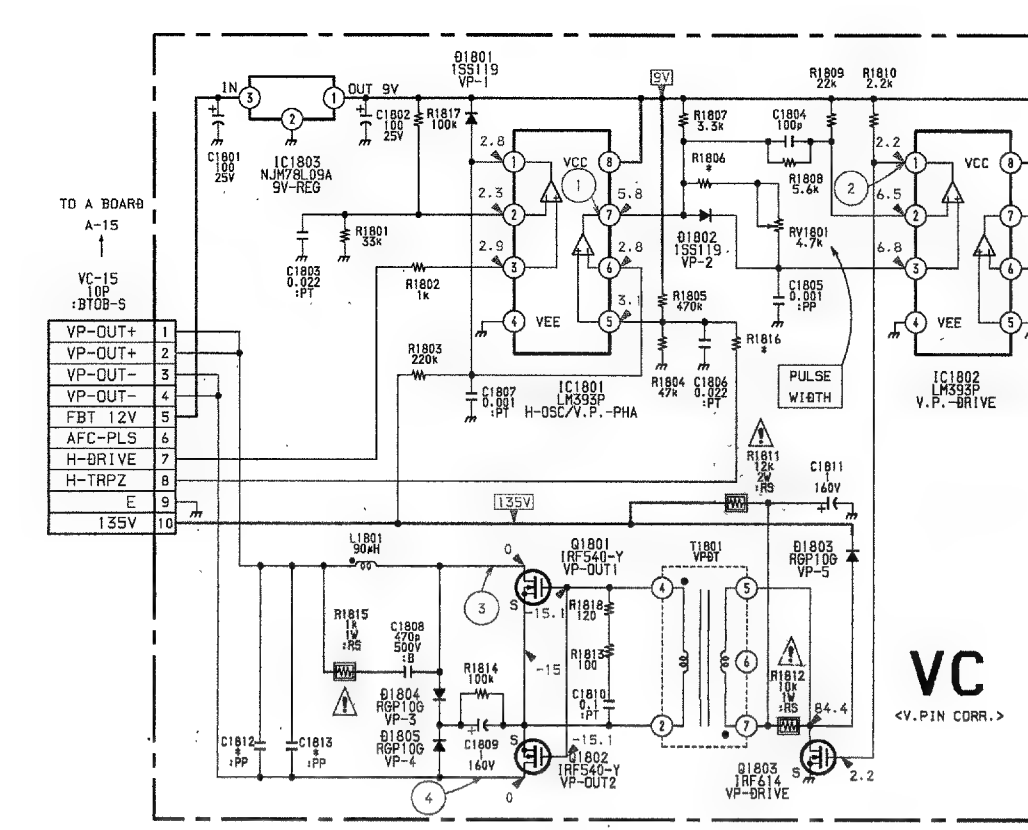 TO A BOARD
A-15
VC-15
10P
:BTOB-S
VP-OUT+ 1
VP-OUT+ 2
VP-OUT- 3
VP-OUT- 4
FBT 12V 5
AFC-PLS 6
H-DRIVE 7
H-TRPZ 8
E 9
135V 10
IN 3
1 OUT 9V
2
C1801
100
25V
IC1803
NJM78L09A
9V-REG
C1802
100
25V
R1817
100k
D1801
1SS119
VP-1
C1803
0.022
:PT
R1801
33k
R1802
1k
R1803
220k
C1807
0.001
:PT
2.8
2.3
2.9
1
2
3
4
VCC
VEE
8
7
6
5
1
5.8
2.8
3.1
IC1801
LM393P
H-OSC/V.P.-PHA
9V
R1807
3.3k
R1806
*
C1804
100p
R1808
5.6k
D1802
1SS119
VP-2
RV1801
4.7k
C1805
0.001
:PP
R1805
470k
R1804
47k
C1806
0.022
:PT
R1816
*
PULSE
WIDTH
R1809
22k
R1810
2.2k
2.2
2
6.5
6.8
1
2
3
4
VCC
VEE
8
7
6
5
IC1802
LM393P
V.P.-DRIVE
R1811
12k
2W
:RS
C1811
1
160V
135V
L1801
90μH
0
Q1801
IRF540-Y
VP-OUT1
3
S
-15.1
R1818
120
R1813
100
C1810
0.1
:PT
-15
T1801
VPDT
4
5
6
2
7
D1803
RGP10G
VP-5
R1815
1k
1W
:RS
C1808
470p
500V
:B
D1804
RGP10G
VP-3
D1805
RGP10G
VP-4
R1814
100k
C1809
1
160V
C1812
*
:PP
C1813
*
:PP
4
0
S
-15.1
Q1802
IRF540-Y
VP-OUT2
R1812
10k
1W
:RS
84.4
Q1803
IRF614
VP-DRIVE
S
2.2
VC
<V.PIN CORR.>